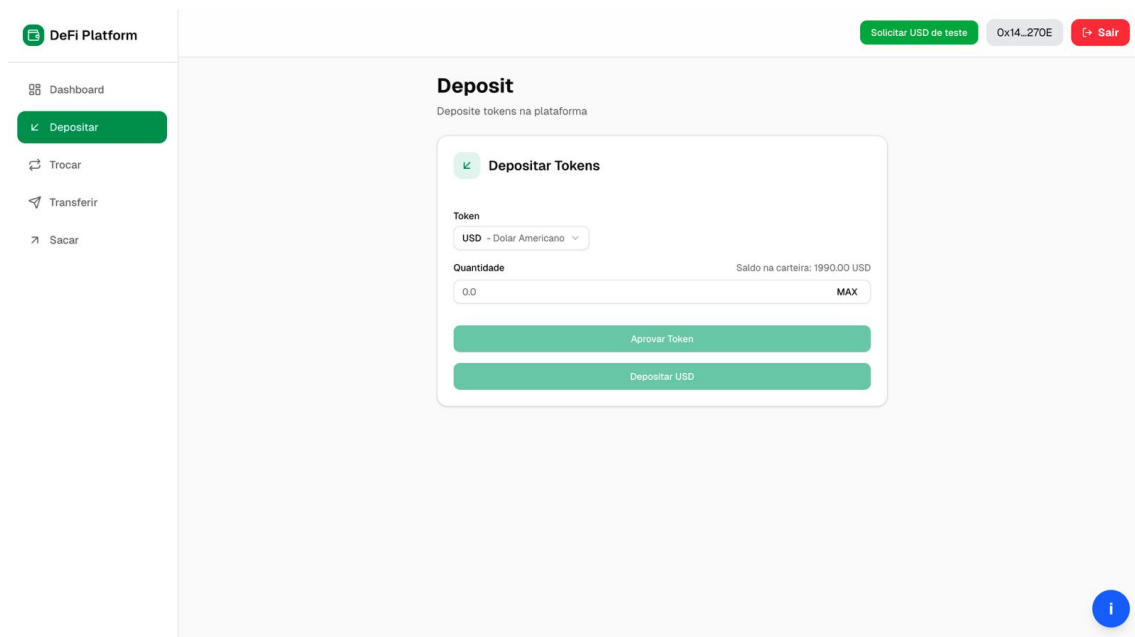 DeFi Platform
Solicitar USD de teste
0x14...270E
Sair
Dashboard
Depositar
Trocar
Transferir
Sacar
Deposit
Deposite tokens na plataforma
Depositar Tokens
Token
USD - Dolar Americano
Quantidade
Saldo na carteira: 1990.00 USD
0.0
MAX
Aprovar Token
Depositar USD
i